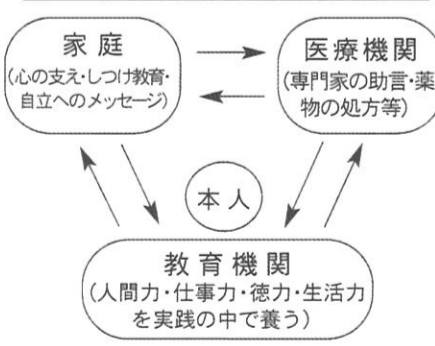 家庭
(心の支え・しつけ教育・
自立へのメッセージ)
医療機関
(専門家の助言・薬
物の処方等)
本人
教育機関
(人間力・仕事力・徳力・生活力
を実践の中で養う)